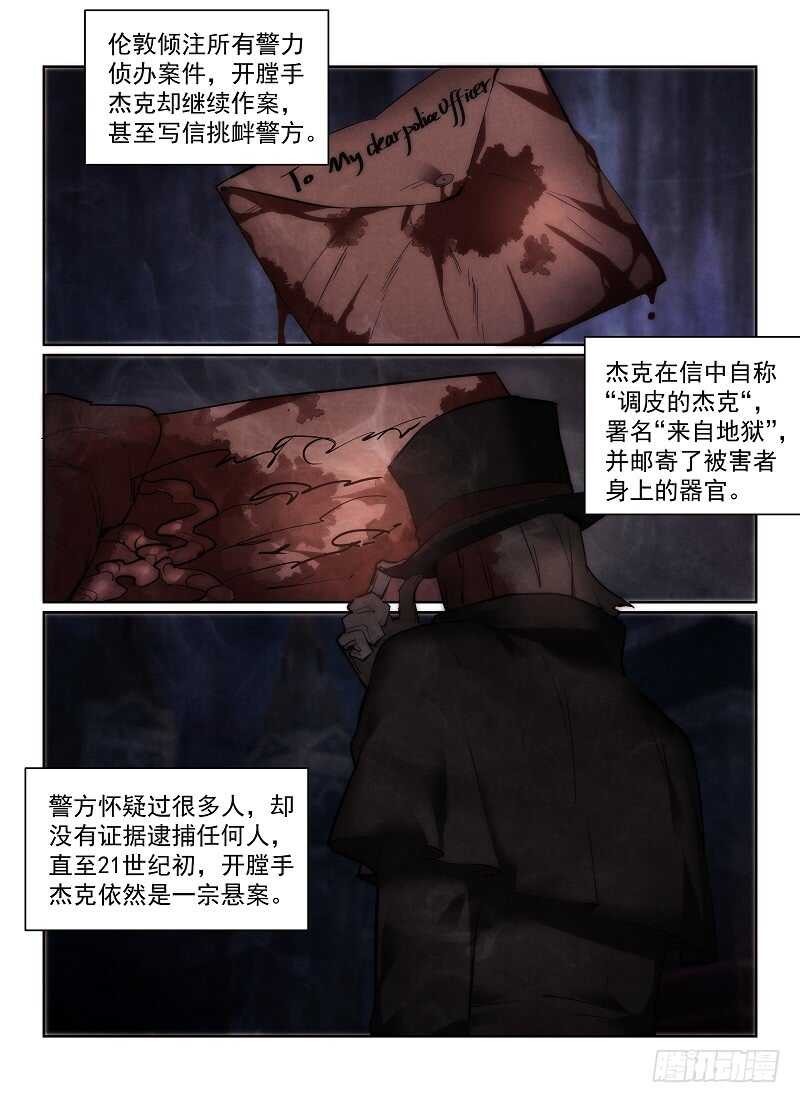 伦敦倾注所有警力
侦办案件，开膛手
杰克却继续作案，
甚至写信挑衅警方。
To My dear police officer
杰克在信中自称
“调皮的杰克“，
署名“来自地狱”，
并邮寄了被害者
身上的器官。
警方怀疑过很多人，却
没有证据逮捕任何人，
直至21世纪初，开膛手
杰克依然是一宗悬案。
腾讯动漫